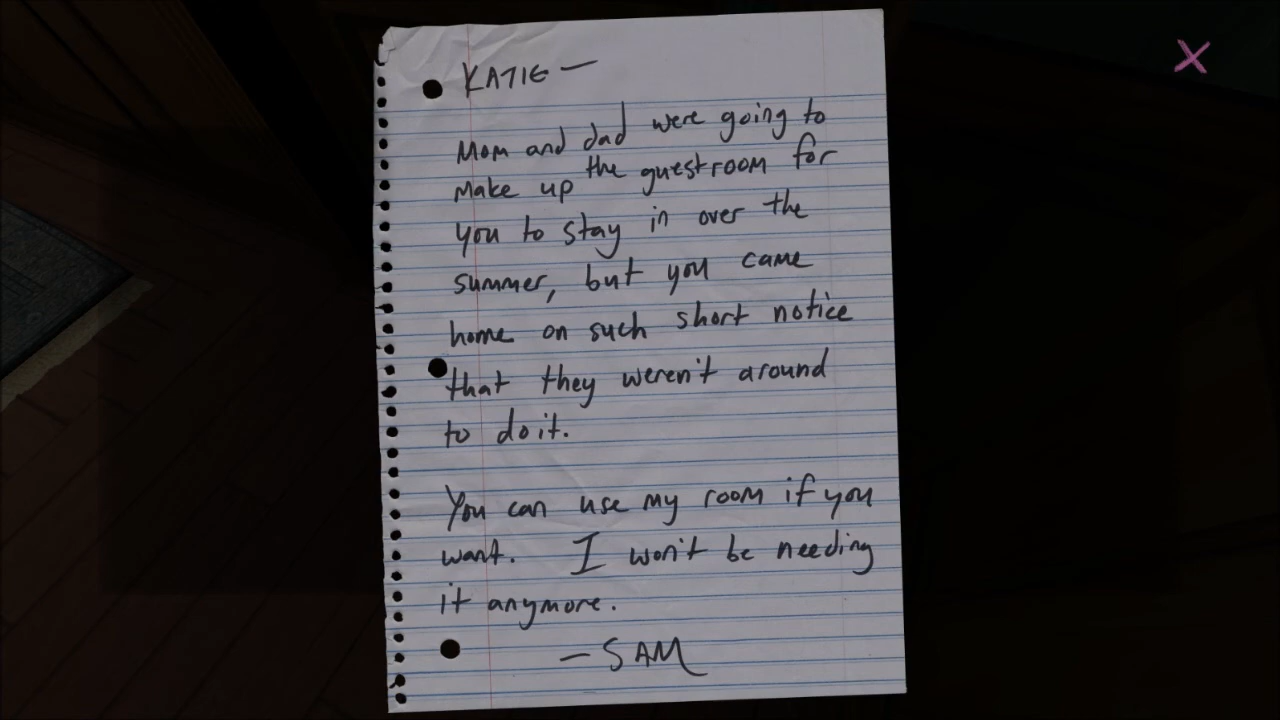 KATIE —
Mom and dad were going to
make up the guestroom for
you to stay in over the
summer, but you came
home on such short notice
that they weren't around
to do it.
You can use my room if you
want. I won't be needing
it anymore.
— SAM